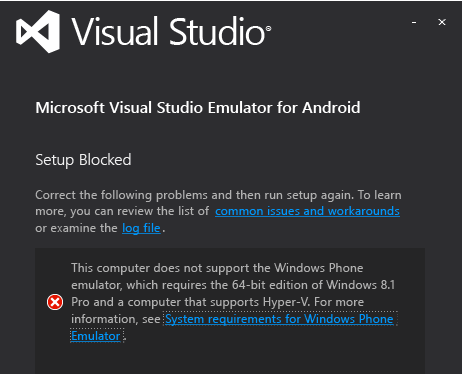 Visual Studio®
Microsoft Visual Studio Emulator for Android
Setup Blocked
Correct the following problems and then run setup again. To learn
more, you can review the list of common issues and workarounds
or examine the log file.
This computer does not support the Windows Phone
emulator, which requires the 64-bit edition of Windows 8.1
Pro and a computer that supports Hyper-V. For more
information, see System requirements for Windows Phone
Emulator.